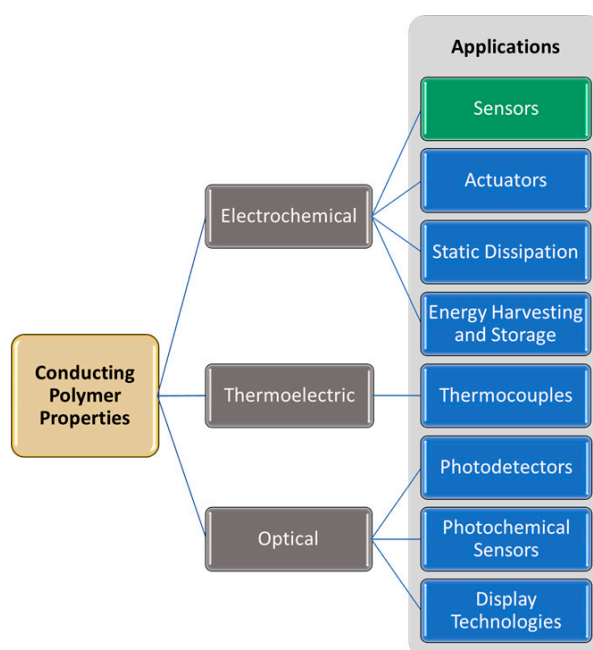 Applications
Sensors
Actuators
Electrochemical
Static Dissipation
Energy Harvesting
and Storage
Conducting
Polymer
Properties
Thermoelectric
Thermocouples
Photodetectors
Optical
Photochemical
Sensors
Display
Technologies